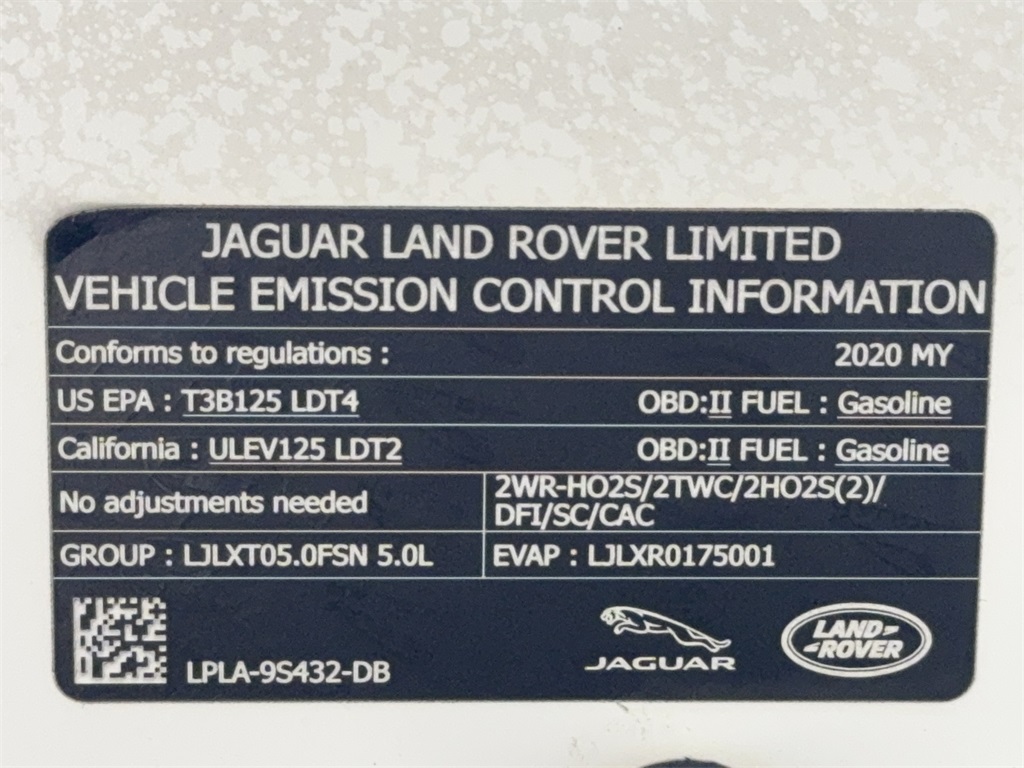 JAGUAR LAND ROVER LIMITED
VEHICLE EMISSION CONTROL INFORMATION
Conforms to regulations : 2020 MY
US EPA : T3B125 LDT4 OBD:II FUEL : Gasoline
California : ULEV125 LDT2 OBD:II FUEL : Gasoline
No adjustments needed
2WR-HO2S/2TWC/2HO2S(2)/
DFI/SC/CAC
GROUP : LJLXT05.0FSN 5.0L EVAP : LJLXR0175001
LPLA-9S432-DB
JAGUAR
LAND-
-ROVER